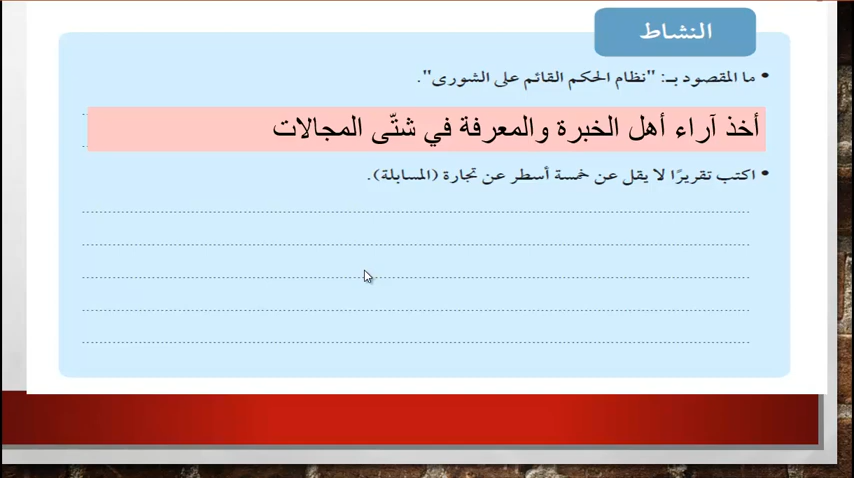 النشاط
• ما المقصود بـ: "نظام الحكم القائم على الشورى".
أخذ آراء أهل الخبرة والمعرفة في شتّى المجالات
• اكتب تقريرًا لا يقل عن خمسة أسطر عن تجارة (المسابلة).